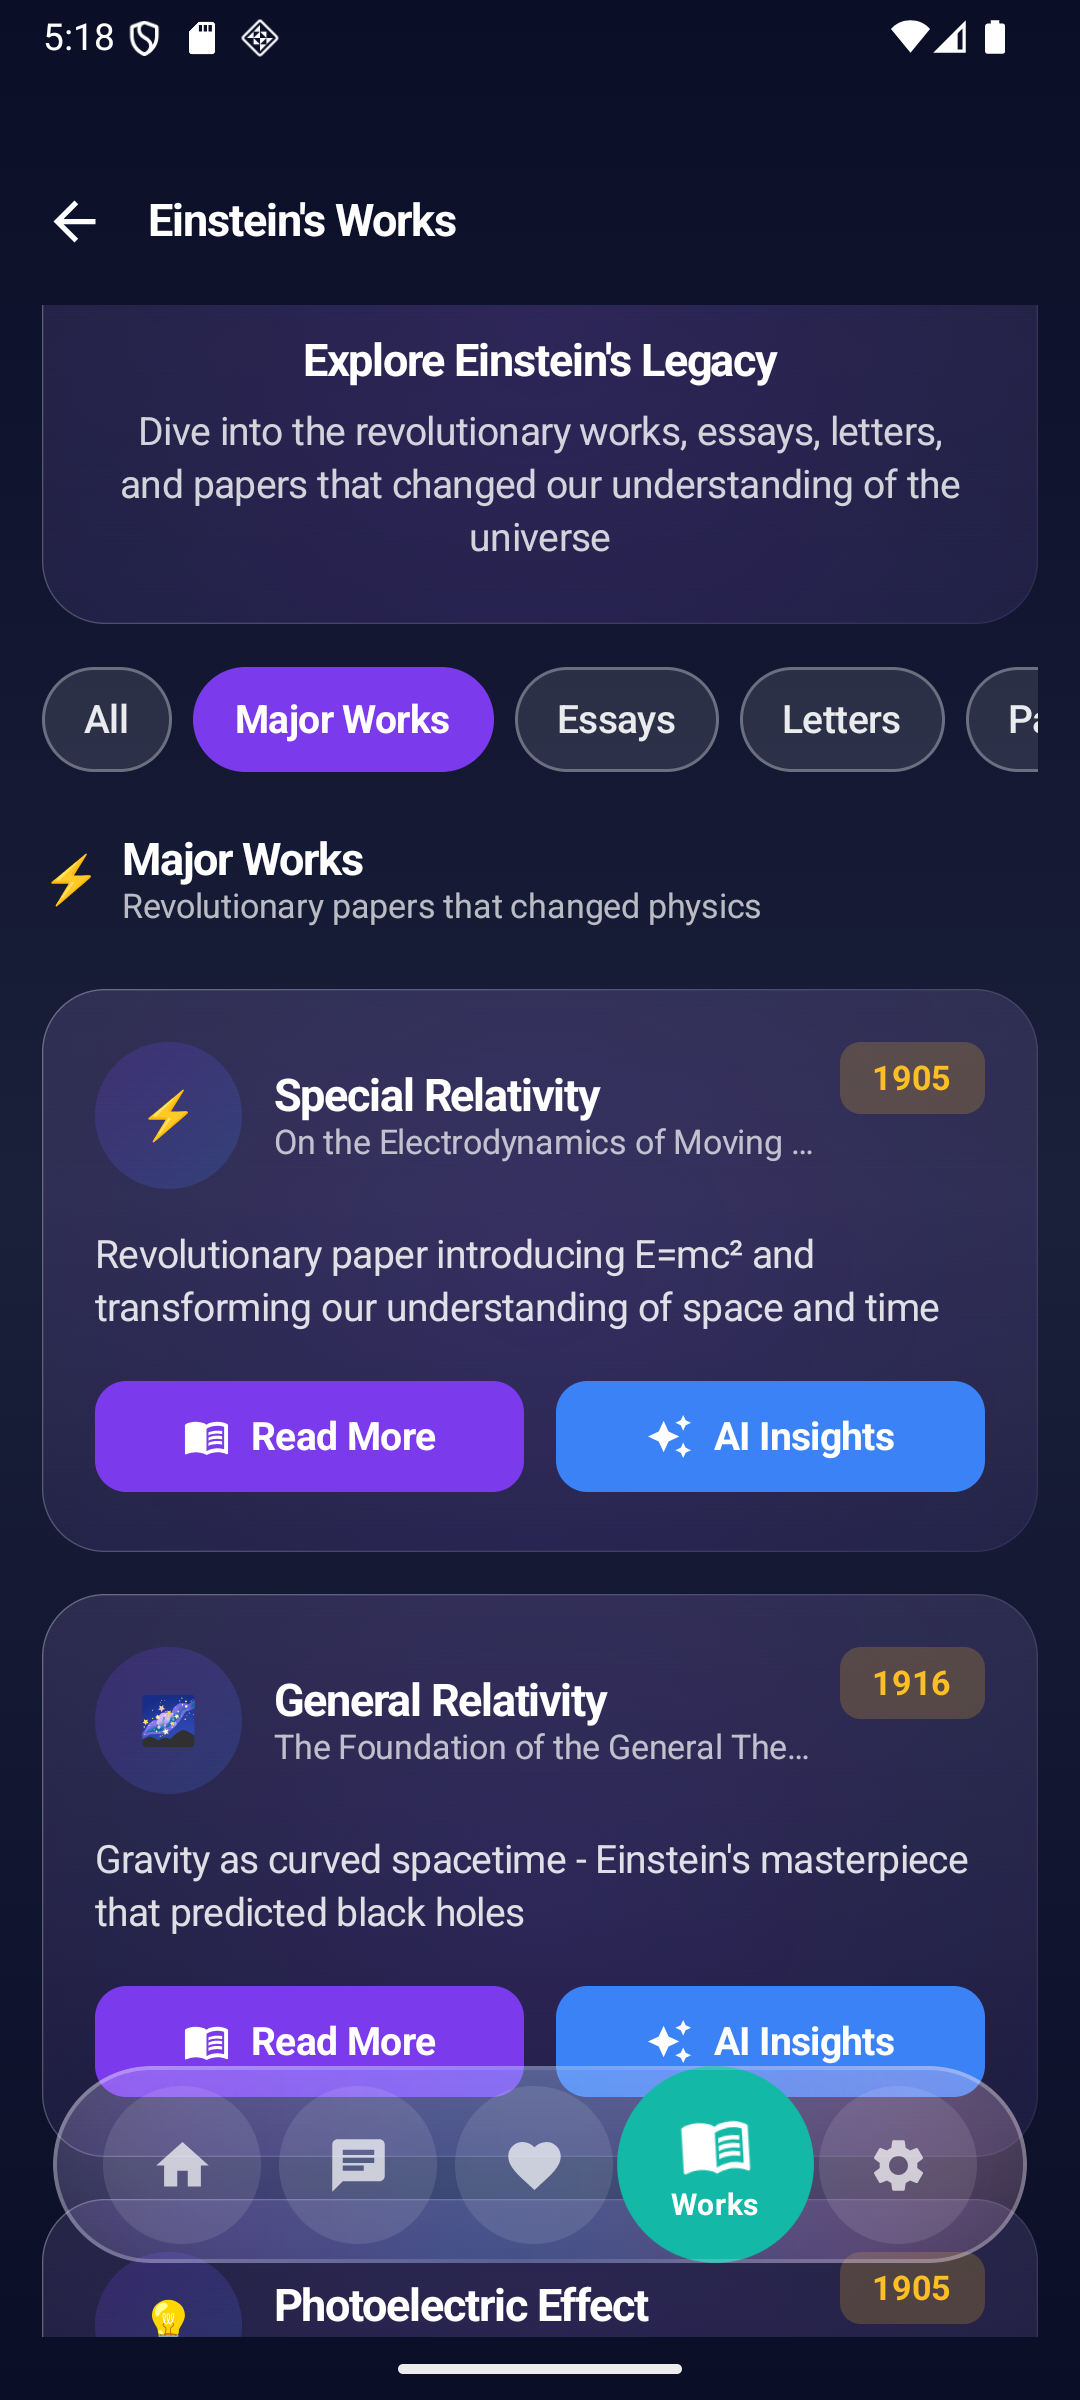 5:18
Einstein's Works
Explore Einstein's Legacy
Dive into the revolutionary works, essays, letters,
and papers that changed our understanding of the
universe
All
Major Works
Essays
Letters
Pa
Major Works
Revolutionary papers that changed physics
Special Relativity
1905
On the Electrodynamics of Moving ...
Revolutionary paper introducing E=mc² and
transforming our understanding of space and time
Read More
AI Insights
General Relativity
1916
The Foundation of the General The...
Gravity as curved spacetime - Einstein's masterpiece
that predicted black holes
Read More
AI Insights
Works
Photoelectric Effect
1905